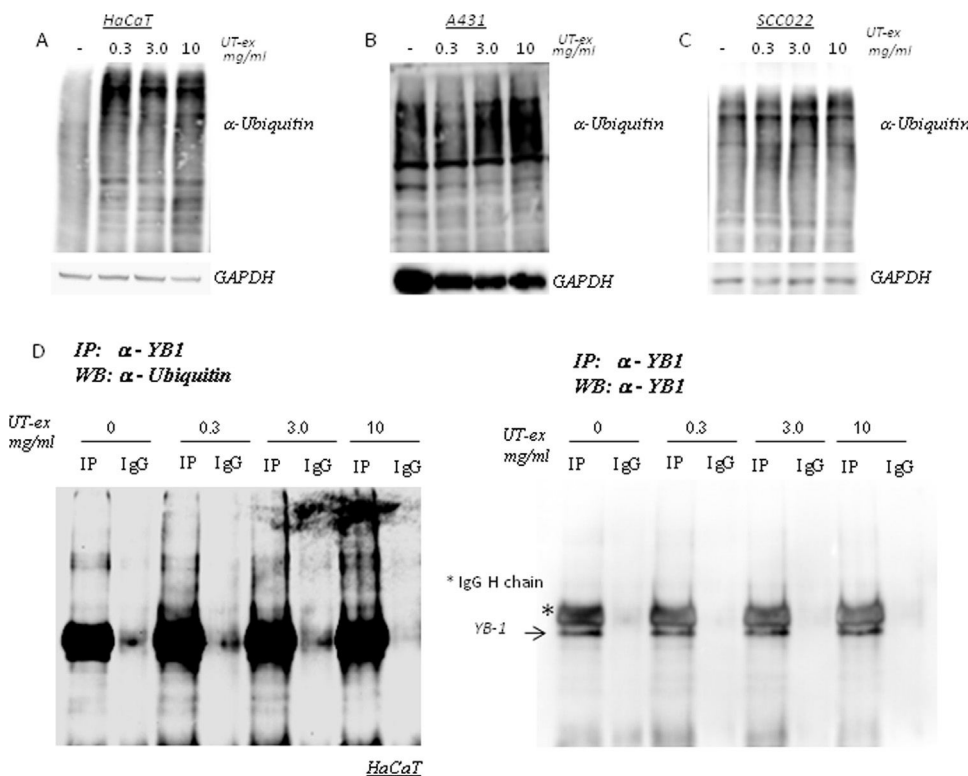 HaCaT
A - 0.3 3.0 10 UT-ex mg/ml
α-Ubiquitin
GAPDH
A431
B - 0.3 3.0 10 UT-ex mg/ml
α-Ubiquitin
GAPDH
SCC022
C - 0.3 3.0 10 UT-ex mg/ml
α-Ubiquitin
GAPDH
D IP: α - YB1
WB: α - Ubiquitin
UT-ex mg/ml 0 0.3 3.0 10
IP IgG IP IgG IP IgG IP IgG
HaCaT
IP: α - YB1
WB: α - YB1
UT-ex mg/ml 0 0.3 3.0 10
IP IgG IP IgG IP IgG IP IgG
* IgG H chain
*
YB-1